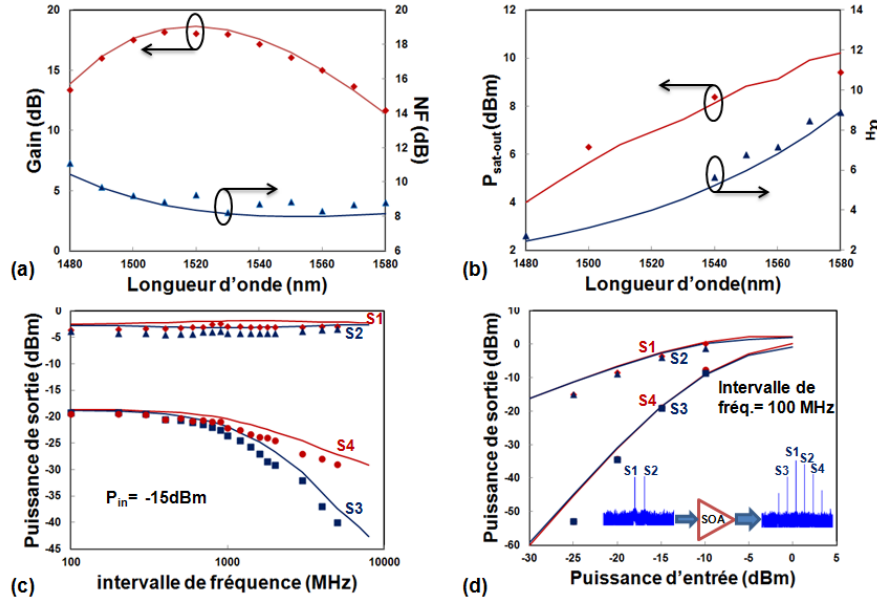 20
15
10
5
0
20
18
16
14
12
10
8
6
Gain (dB)
NF (dB)
1480 1500 1520 1540 1560 1580
Longueur d'onde (nm)
(a)
12
10
8
6
4
2
14
12
10
8
6
4
2
Psat-out (dBm)
αH
1480 1500 1520 1540 1560 1580
Longueur d'onde(nm)
(b)
0
-5
-10
-15
-20
-25
-30
-35
-40
-45
Puissance de sortie (dBm)
S1
S2
S4
S3
Pin= -15dBm
100 1000 10000
intervalle de fréquence (MHz)
(c)
10
0
-10
-20
-30
-40
-50
-60
Puissance de sortie (dBm)
S1
S2
S4
S3
Intervalle de
fréq.= 100 MHz
S1 S2
SOA
S1
S2
S3
S4
-30 -25 -20 -15 -10 -5 0 5
Puissance d'entrée (dBm)
(d)